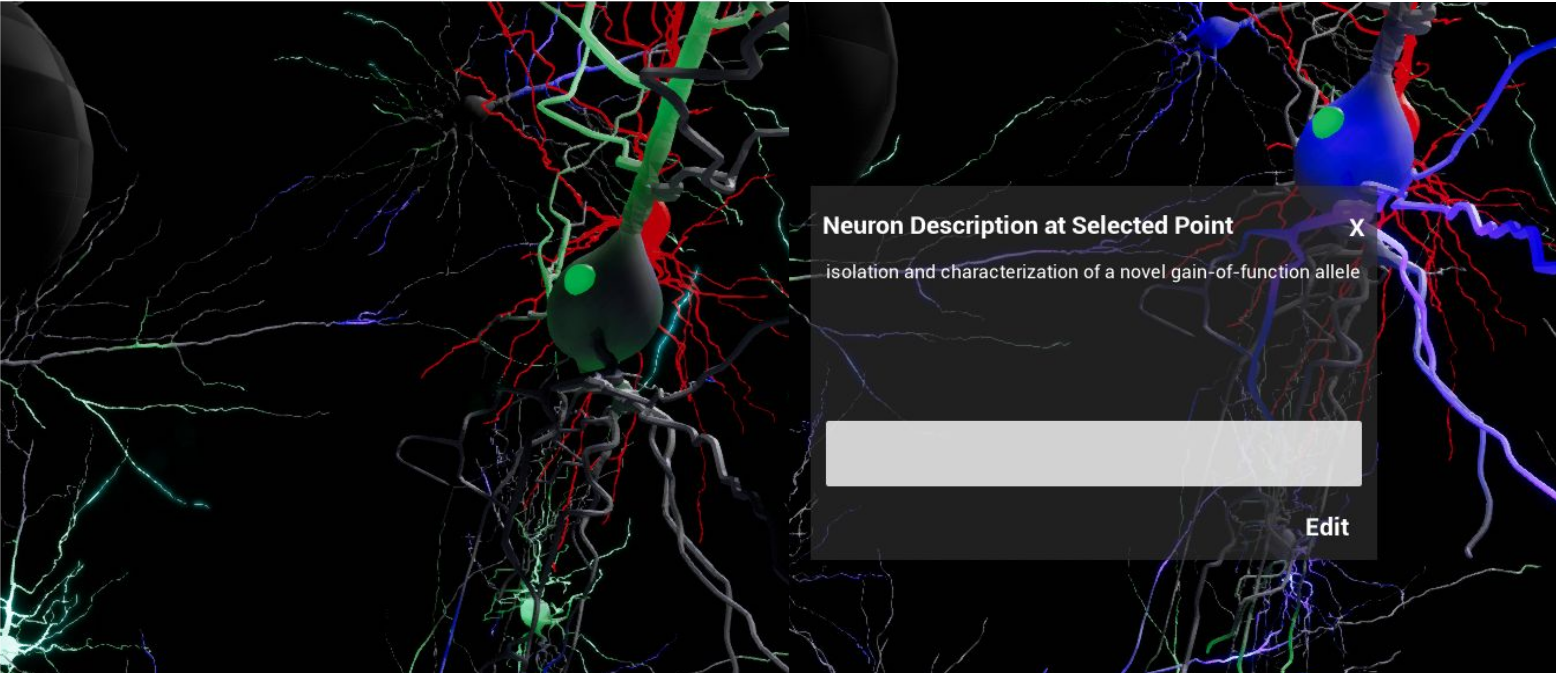 Neuron Description at Selected Point
X
isolation and characterization of a novel gain-of-function allele
Edit